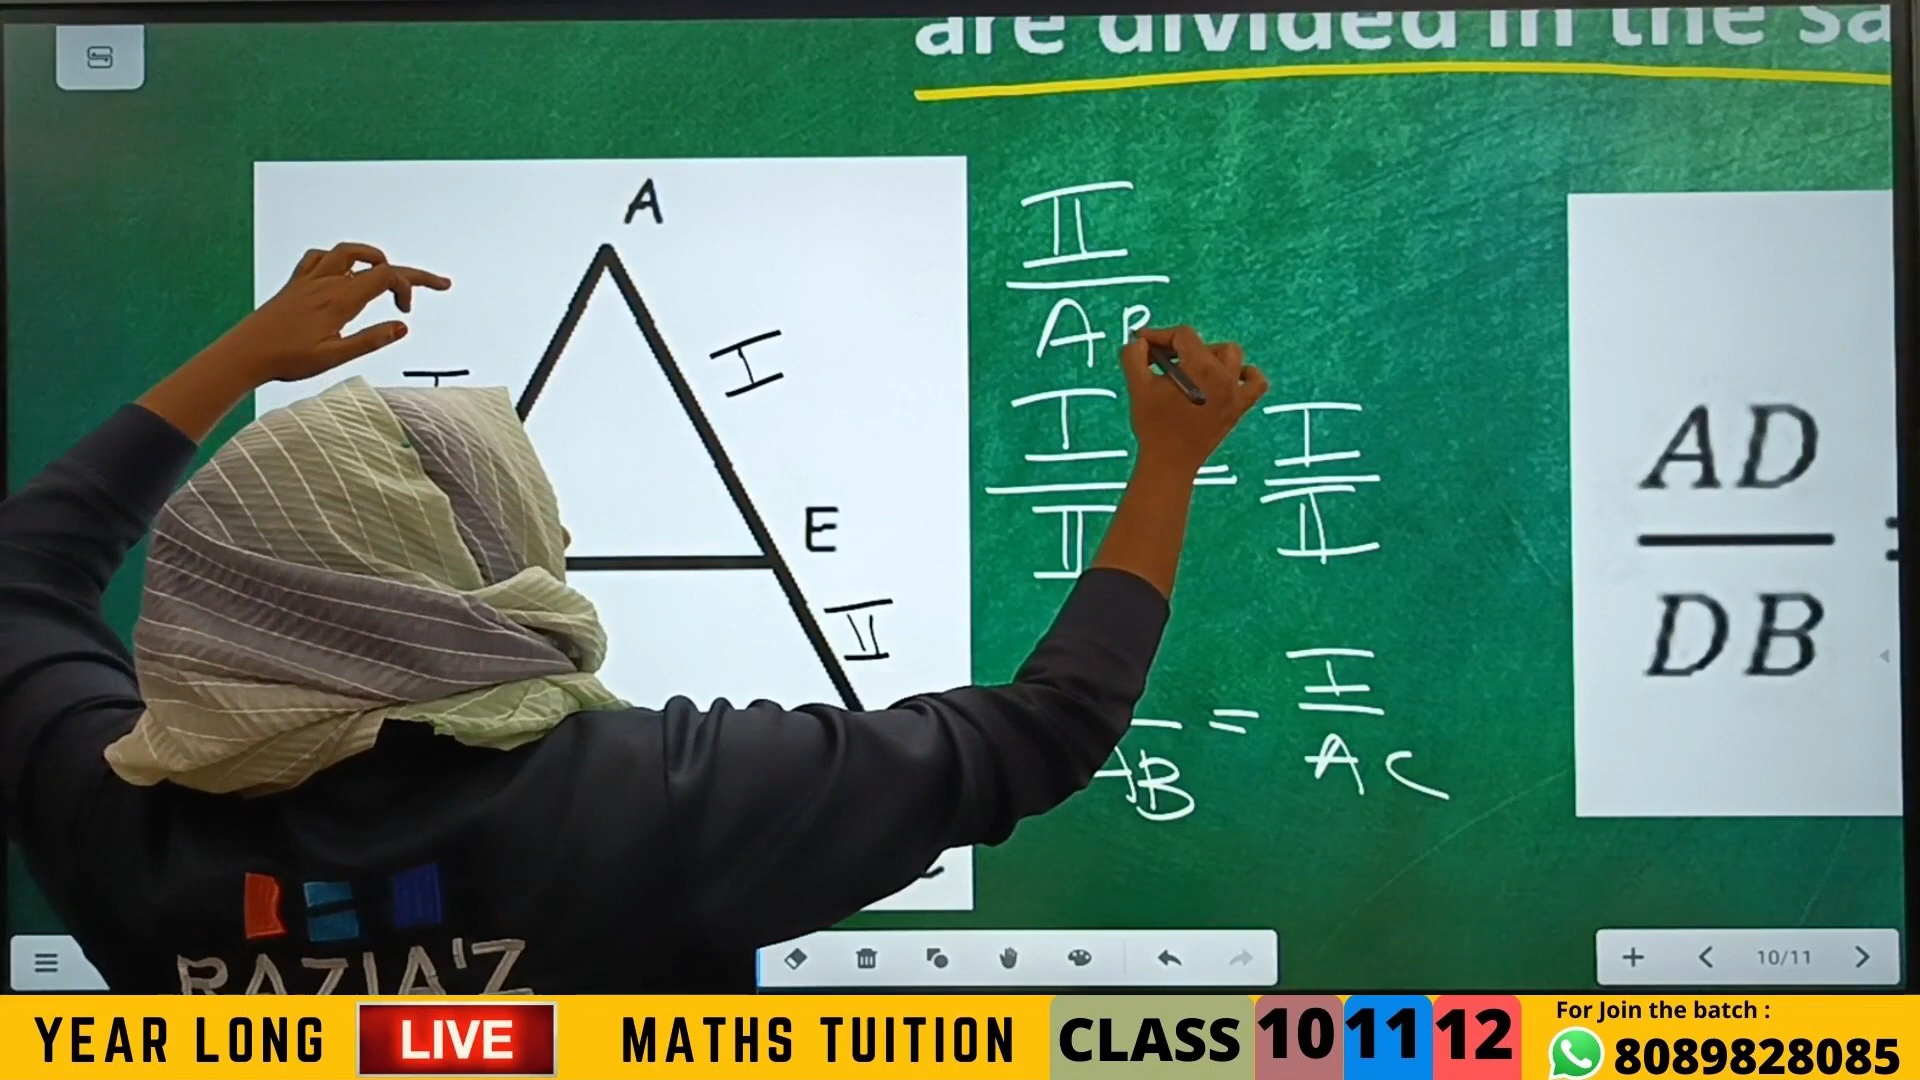 are divided in the sa
A
I
E
II
II
A
I = I
II II
= I
AB AC
AD
DB
10/11
RAZIA'Z
YEAR LONG LIVE MATHS TUITION CLASS 10 11 12
For Join the batch :
8089828085